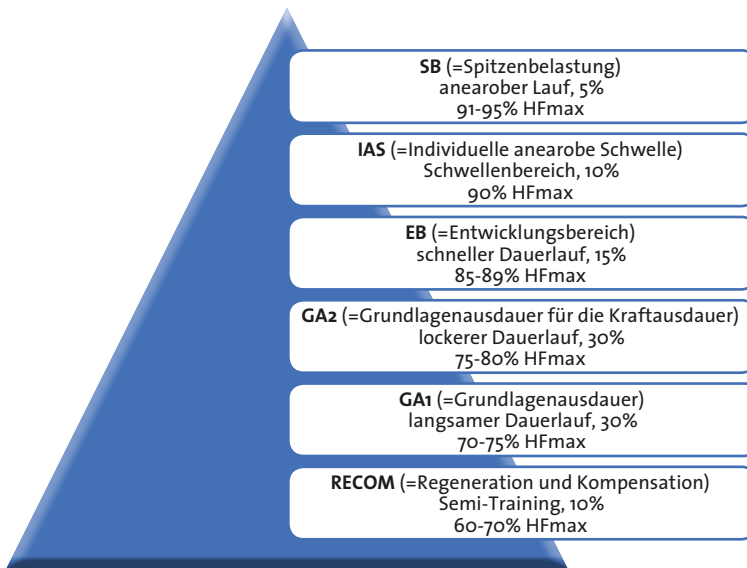 SB (=Spitzenbelastung)
anearober Lauf, 5%
91-95% HFmax
IAS (=Individuelle anearobe Schwelle)
Schwellenbereich, 10%
90% HFmax
EB (=Entwicklungsbereich)
schneller Dauerlauf, 15%
85-89% HFmax
GA2 (=Grundlagenausdauer für die Kraftausdauer)
lockerer Dauerlauf, 30%
75-80% HFmax
GA1 (=Grundlagenausdauer)
langsamer Dauerlauf, 30%
70-75% HFmax
RECOM (=Regeneration und Kompensation)
Semi-Training, 10%
60-70% HFmax